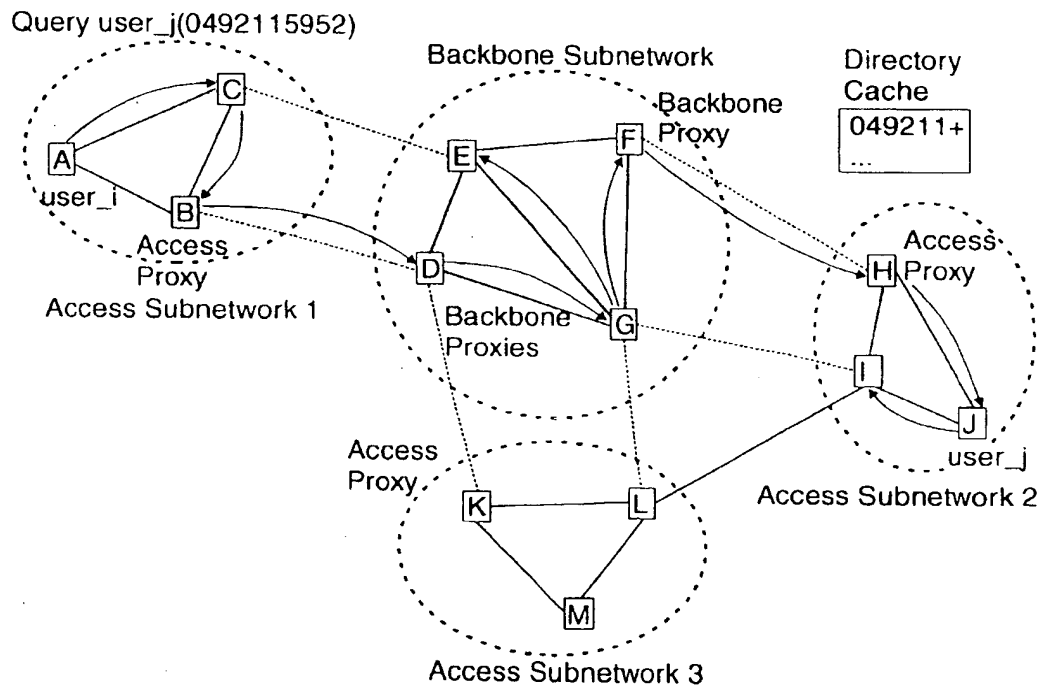 Query user_j(0492115952)
Backbone Subnetwork
Directory
Cache
049211+
...
Backbone
Proxy
C
A
user_i
B
Access
Proxy
Access Subnetwork 1
E
F
D
G
Backbone
Proxies
Access
Proxy
H
I
J
user_j
Access Subnetwork 2
Access
Proxy
K
L
M
Access Subnetwork 3